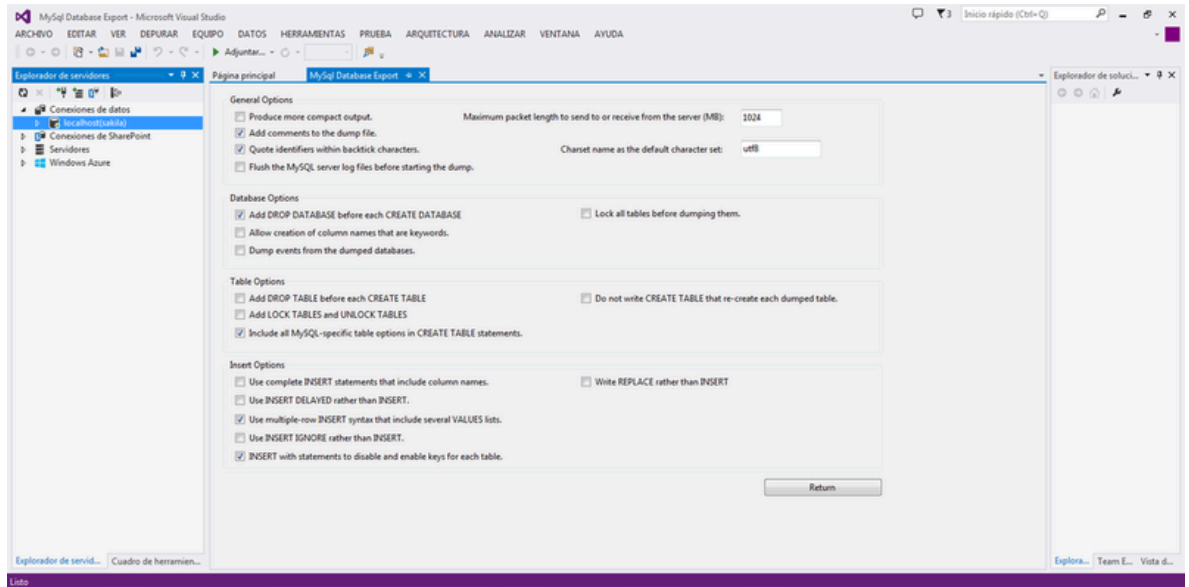 MySql Database Export - Microsoft Visual Studio
3
Inicio rápido (Ctrl+Q)
ARCHIVO EDITAR VER DEPURAR EQUIPO DATOS HERRAMIENTAS PRUEBA ARQUITECTURA ANALIZAR VENTANA AYUDA
Adjuntar...
Explorador de servidores
Conexiones de datos
localhost(sakila)
Conexiones de SharePoint
Servidores
Windows Azure
Explorador de servid... Cuadro de herramien...
Página principal MySql Database Export
General Options
Produce more compact output.
Maximum packet length to send to or receive from the server (MB): 1024
Add comments to the dump file.
Quote identifiers within backtick characters.
Charset name as the default character set: utf8
Flush the MySQL server log files before starting the dump.
Database Options
Add DROP DATABASE before each CREATE DATABASE
Lock all tables before dumping them.
Allow creation of column names that are keywords.
Dump events from the dumped databases.
Table Options
Add DROP TABLE before each CREATE TABLE
Do not write CREATE TABLE that re-create each dumped table.
Add LOCK TABLES and UNLOCK TABLES
Include all MySQL-specific table options in CREATE TABLE statements.
Insert Options
Use complete INSERT statements that include column names.
Write REPLACE rather than INSERT
Use INSERT DELAYED rather than INSERT.
Use multiple-row INSERT syntax that include several VALUES lists.
Use INSERT IGNORE rather than INSERT.
INSERT with statements to disable and enable keys for each table.
Return
Explorador de soluci...
Explora... Team E... Vista d...
Listo